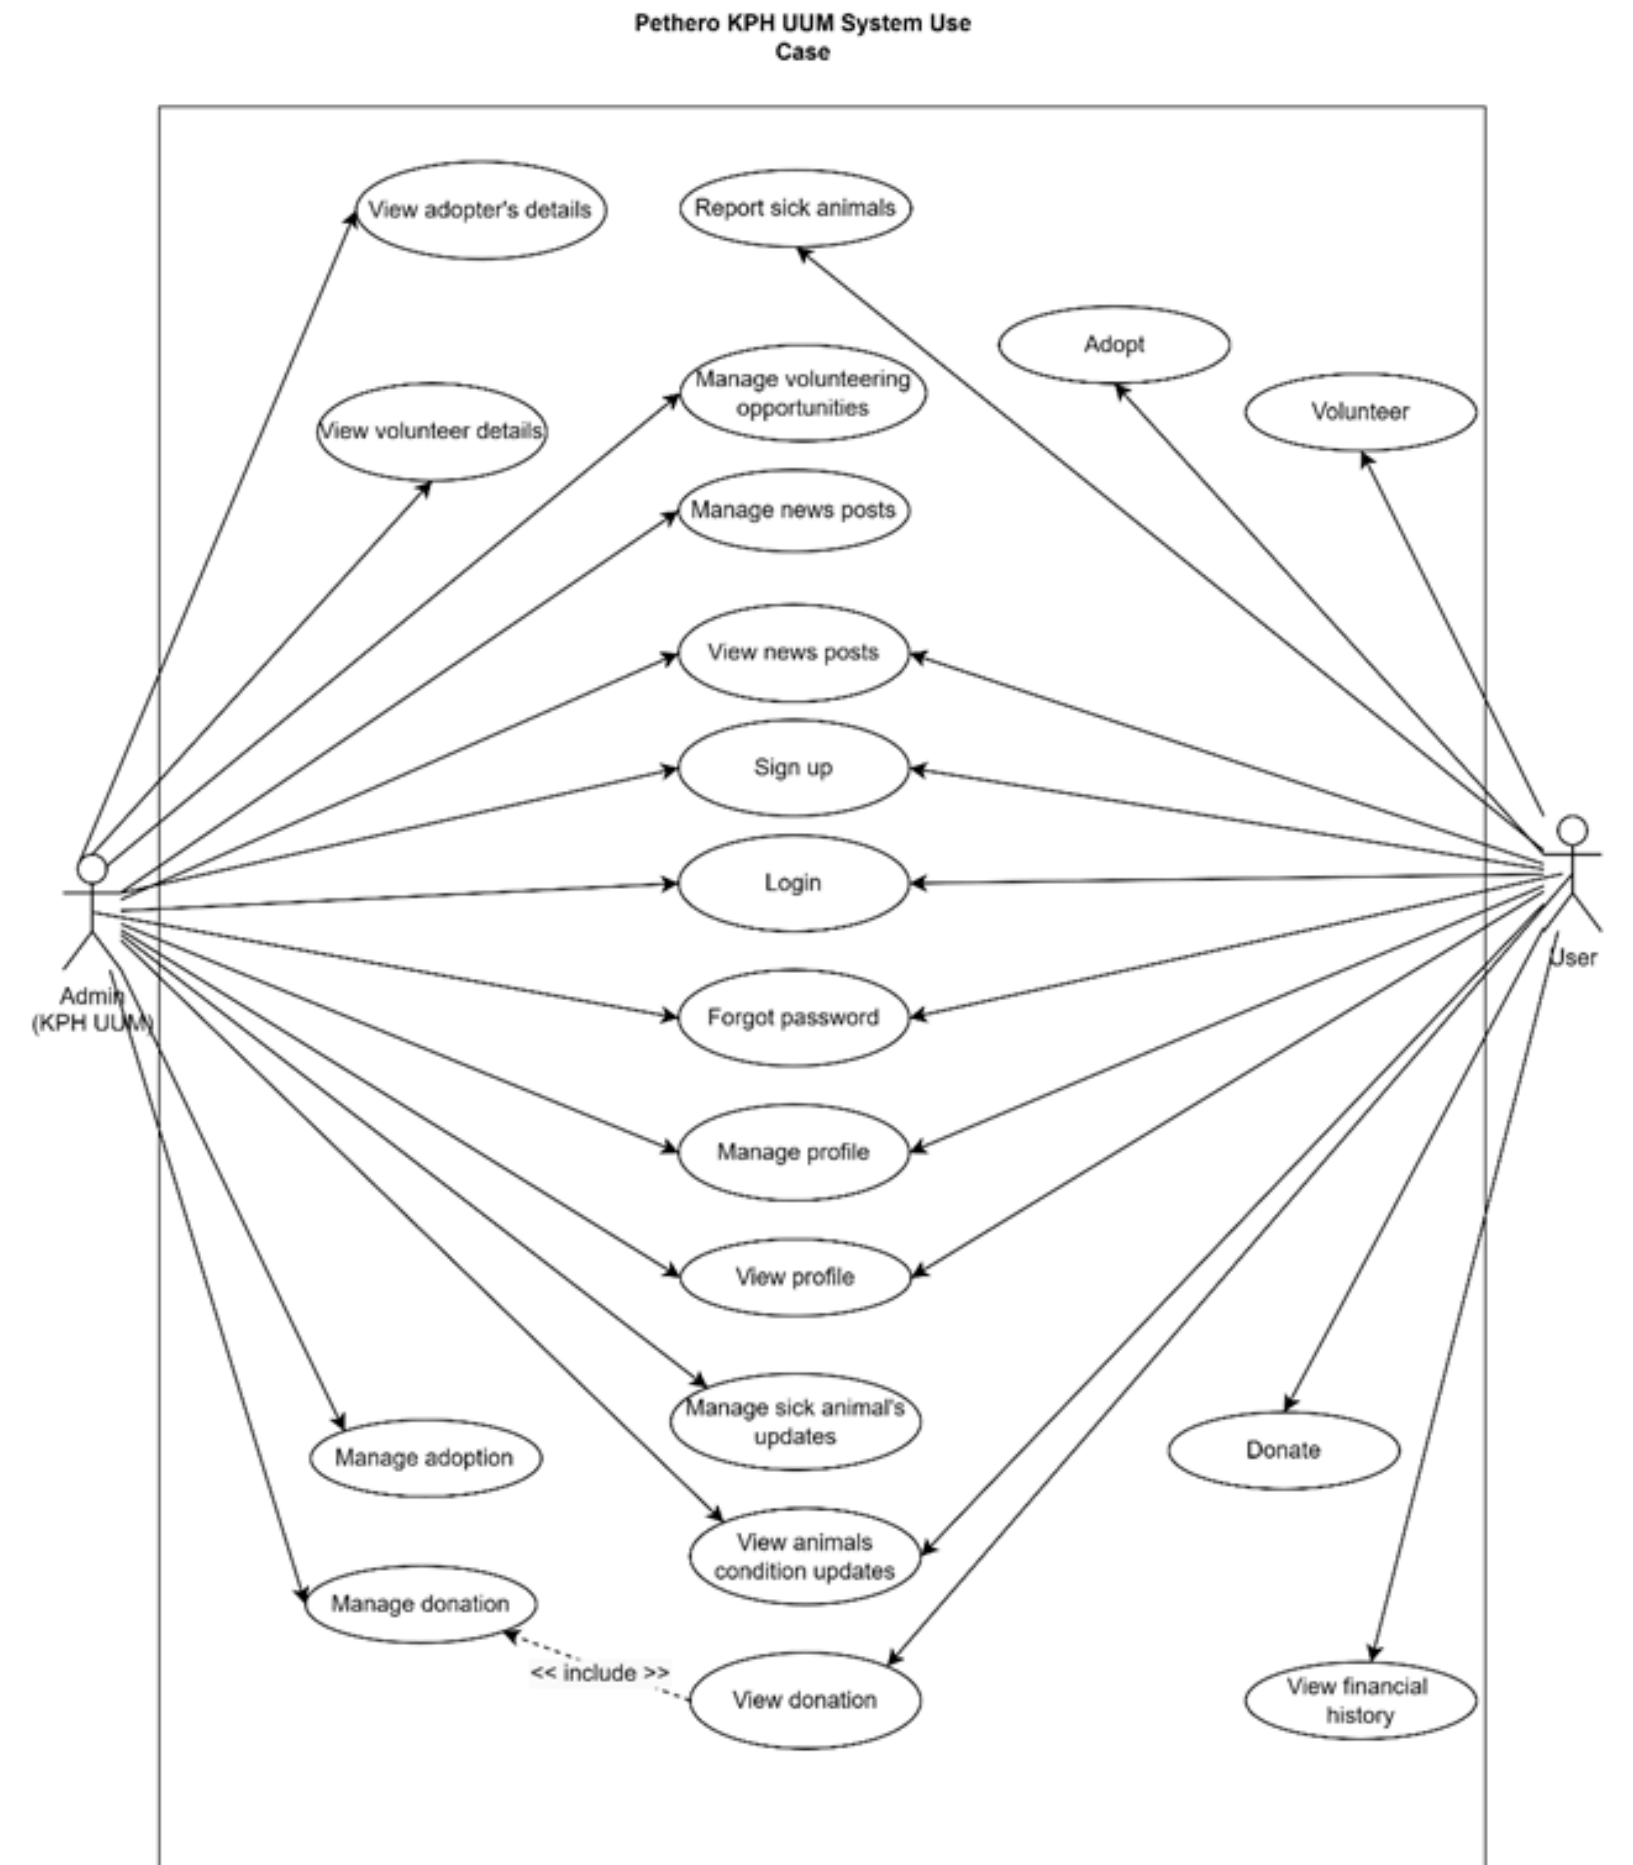 Pethero KPH UUM System Use
Case
View adopter's details
Report sick animals
Adopt
Manage volunteering
opportunities
Volunteer
View volunteer details
Manage news posts
View news posts
Sign up
Login
User
Admin
(KPH UUM)
Forgot password
Manage profile
View profile
Manage sick animal's
updates
Manage adoption
Donate
View animals
condition updates
Manage donation
<< include >>
View donation
View financial
history